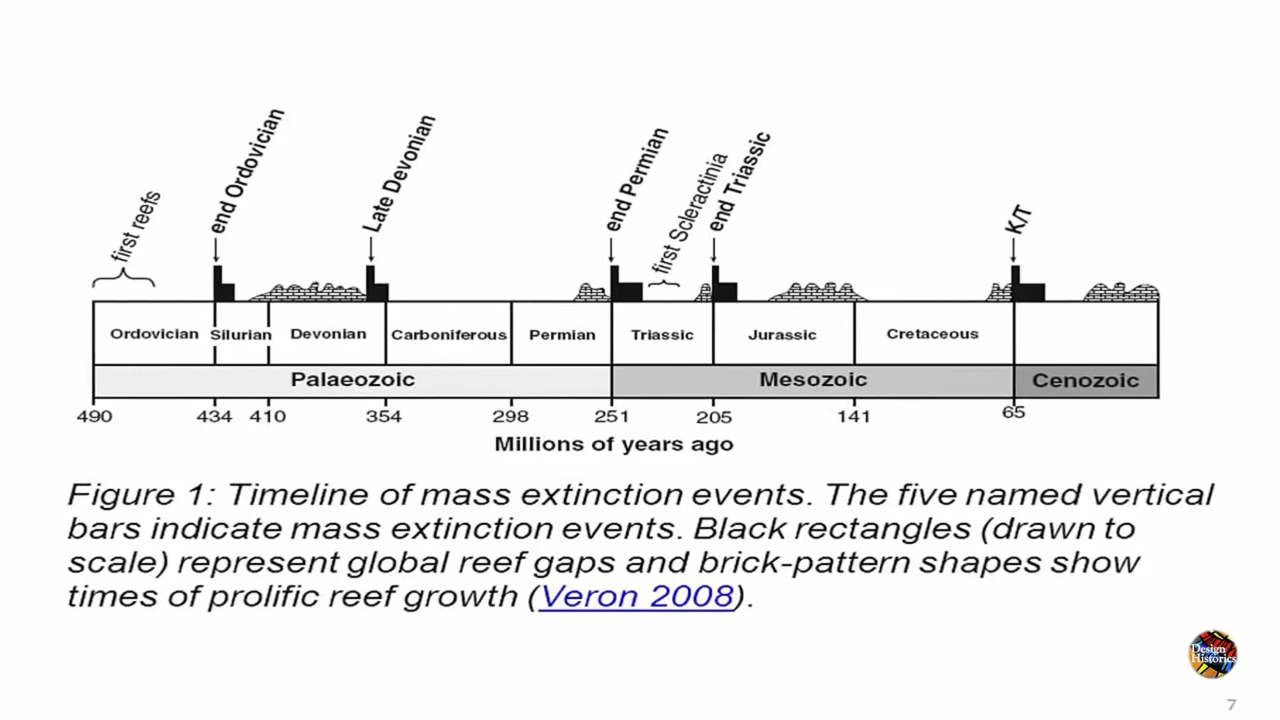 first reefs
end Ordovician
Late Devonian
end Permian
first Scleractinia
end Triassic
K/T
Ordovician Silurian Devonian Carboniferous Permian Triassic Jurassic Cretaceous
Palaeozoic Mesozoic Cenozoic
490 434 410 354 298 251 205 141 65
Millions of years ago
Figure 1: Timeline of mass extinction events. The five named vertical
bars indicate mass extinction events. Black rectangles (drawn to
scale) represent global reef gaps and brick-pattern shapes show
times of prolific reef growth (Veron 2008).
Design
Historics
7